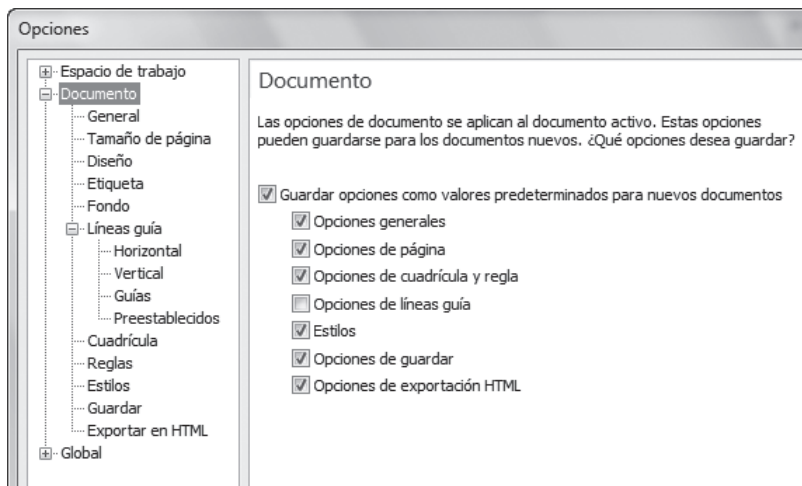 Opciones
Espacio de trabajo
Documento
General
Tamaño de página
Diseño
Etiqueta
Fondo
Líneas guía
Horizontal
Vertical
Guías
Preestablecidos
Cuadrícula
Reglas
Estilos
Guardar
Exportar en HTML
Global
Documento
Las opciones de documento se aplican al documento activo. Estas opciones
pueden guardarse para los documentos nuevos. ¿Qué opciones desea guardar?
Guardar opciones como valores predeterminados para nuevos documentos
Opciones generales
Opciones de página
Opciones de cuadrícula y regla
Opciones de líneas guía
Estilos
Opciones de guardar
Opciones de exportación HTML